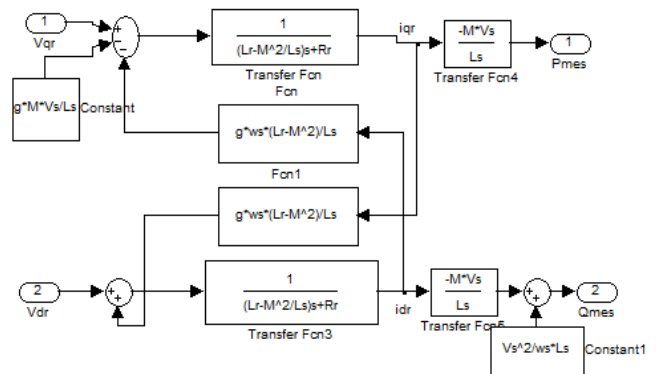 1
Vqr
+
−
−
g*M*Vs/Ls
Constant
1
(Lr-M^2/Ls)s+Rr
Transfer Fcn
iqr
-M*Vs
Ls
Transfer Fcn4
1
Pmes
Fcn
g*ws*(Lr-M^2)/Ls
Fcn1
g*ws*(Lr-M^2)/Ls
2
Vdr
+
+
1
(Lr-M^2/Ls)s+Rr
Transfer Fcn3
idr
-M*Vs
Ls
Transfer Fcn5
+
+
2
Qmes
Vs^2/ws*Ls
Constant1